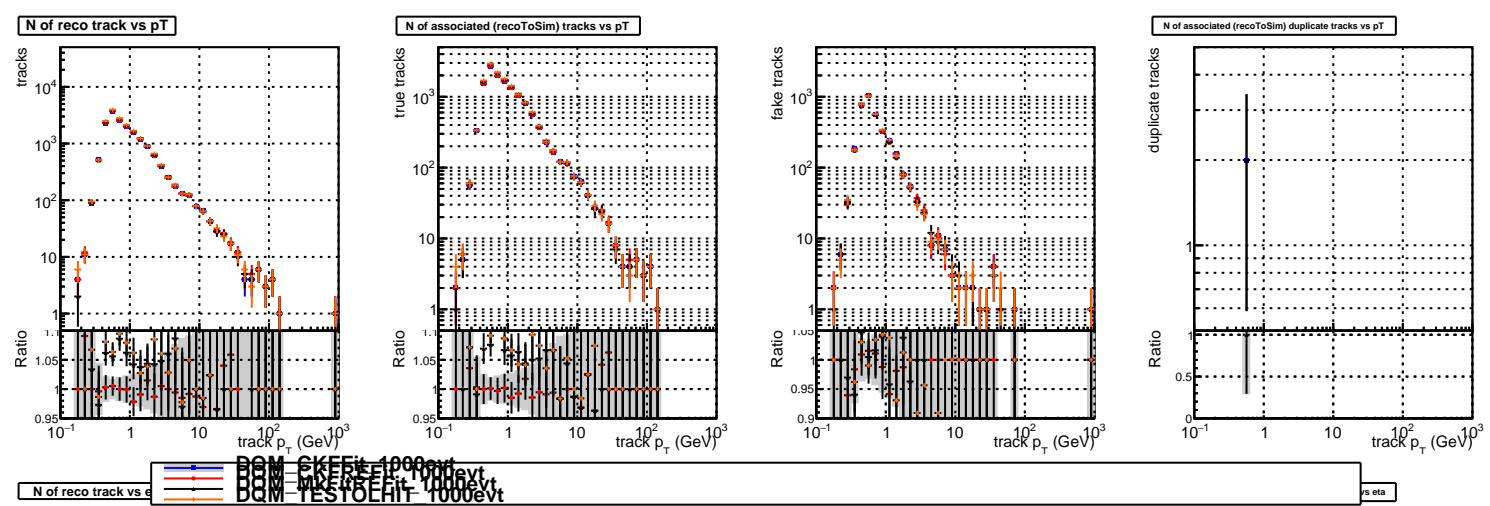 N of reco track vs pT
N of associated (recoToSim) tracks vs pT
N of associated (recoToSim) duplicate tracks vs pT
tracks
10^4
10^3
10^2
10
1
Ratio
1.1
1.05
1
0.95
10^-1 1 10 10^2 10^3
track p_T (GeV)
true tracks
10^3
10^2
10
1
Ratio
1.1
1.05
1
0.95
10^-1 1 10 10^2 10^3
track p_T (GeV)
fake tracks
10^3
10^2
10
1
Ratio
1.05
1
0.95
0.9
10^-1 1 10 10^2 10^3
track p_T (GeV)
duplicate tracks
1
Ratio
1
0.5
0
10^-1 1 10 10^2 10^3
track p_T (GeV)
DQM_CKFFit_1000evt
DQM_CKFREFit_1000evt
DQM_MKFitREFit_1000evt
DQM_TESTOLHIT_1000evt
N of reco track vs e
vs eta